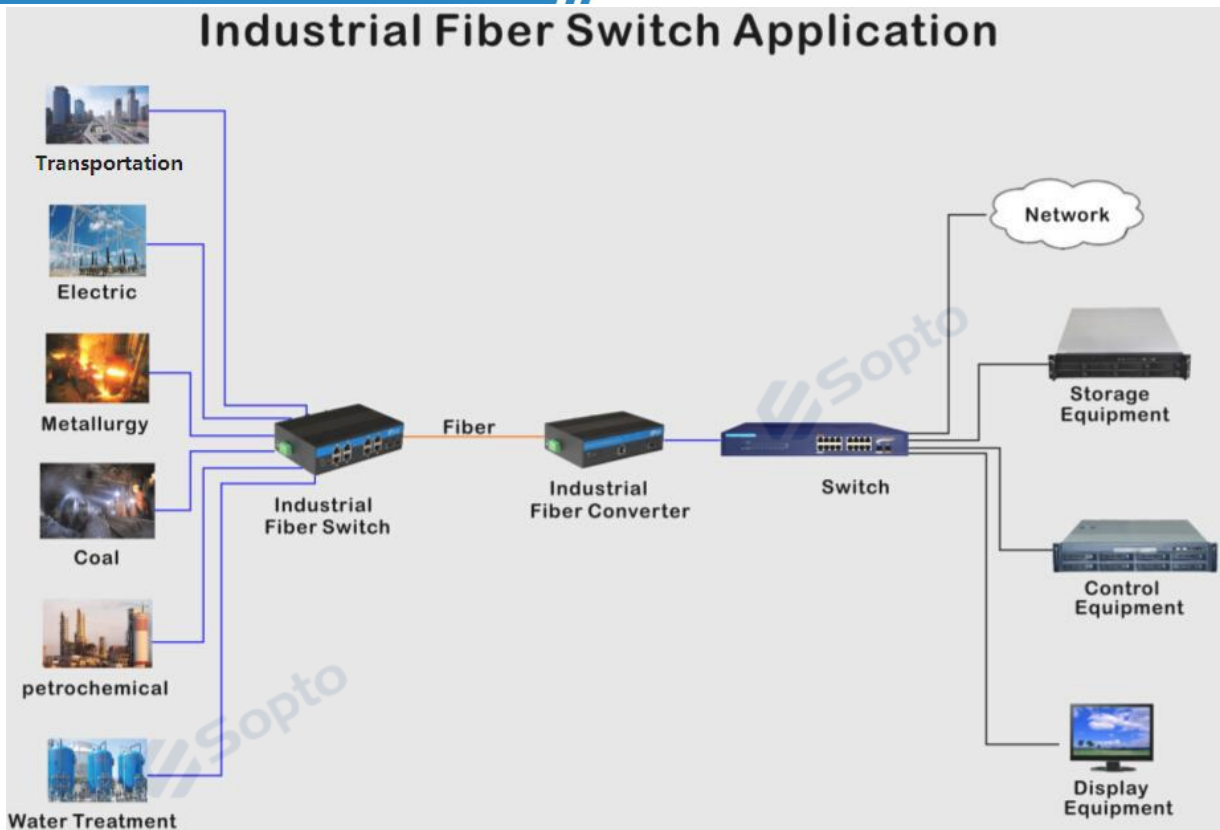 Industrial Fiber Switch Application
Transportation
Electric
Metallurgy
Coal
petrochemical
Water Treatment
Industrial
Fiber Switch
Fiber
Industrial
Fiber Converter
Switch
Network
Storage
Equipment
Control
Equipment
Display
Equipment
Sopto
Sopto